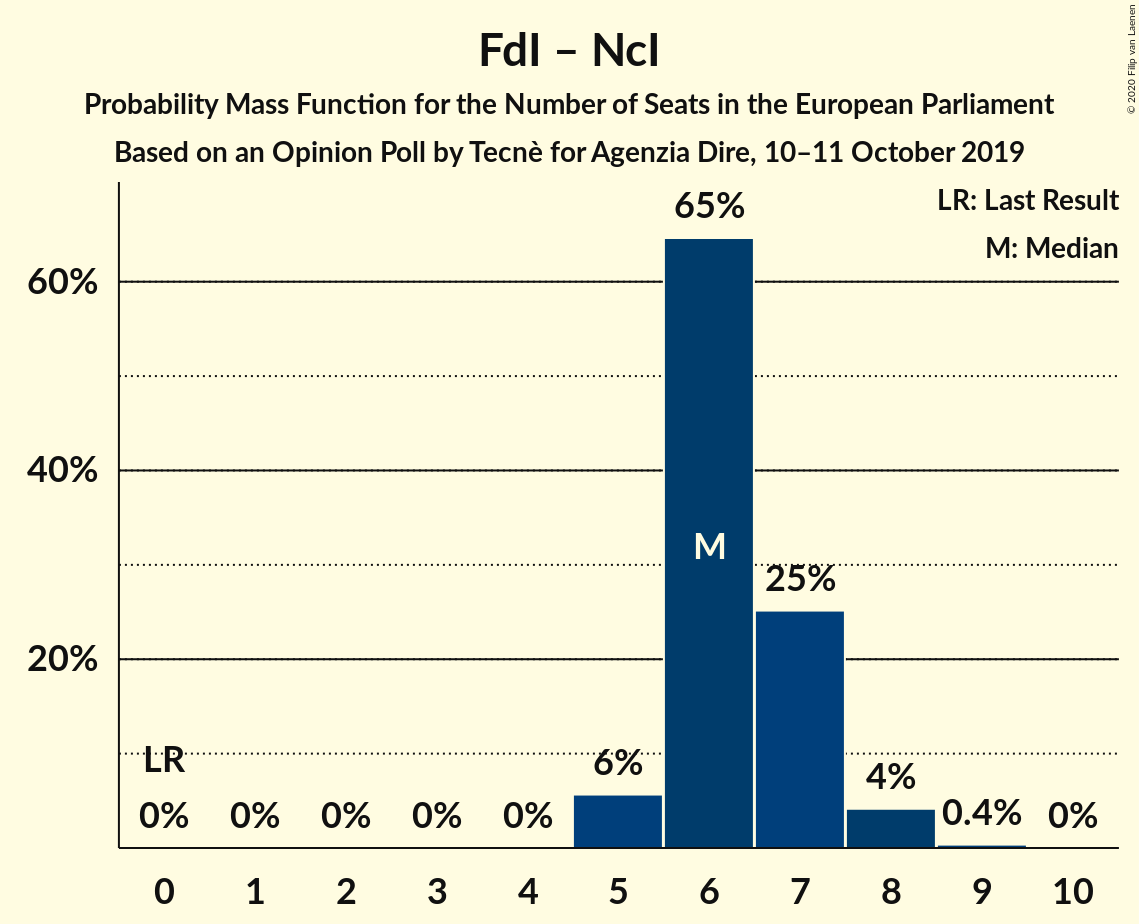 FdI – NcI
Probability Mass Function for the Number of Seats in the European Parliament
Based on an Opinion Poll by Tecnè for Agenzia Dire, 10–11 October 2019
© 2020 Filip van Laenen
LR: Last Result
M: Median
65%
60%
40%
M
25%
20%
LR
6%
4%
0%
0%
0%
0%
0%
0.4%
0%
0 1 2 3 4 5 6 7 8 9 10